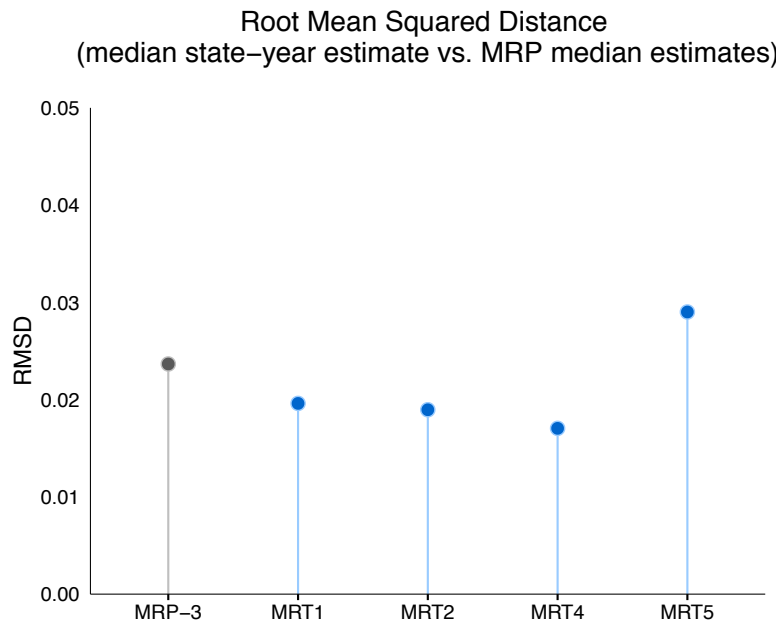 Root Mean Squared Distance
(median state−year estimate vs. MRP median estimates)
0.05
0.04
0.03
0.02
0.01
0.00
RMSD
MRP−3 MRT1 MRT2 MRT4 MRT5